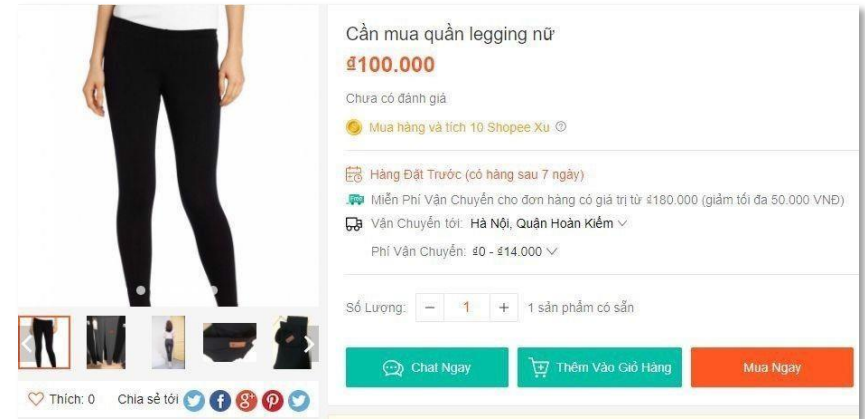 Cần mua quần legging nữ
₫100.000
Chưa có đánh giá
Mua hàng và tích 10 Shopee Xu
Hàng Đặt Trước (có hàng sau 7 ngày)
Miễn Phí Vận Chuyển cho đơn hàng có giá trị từ ₫180.000 (giảm tối đa 50.000 VNĐ)
Vận Chuyển tới: Hà Nội, Quận Hoàn Kiếm
Phí Vận Chuyển: ₫0 - ₫14.000
Số Lượng: − 1 + 1 sản phẩm có sẵn
Chat Ngay Thêm Vào Giỏ Hàng Mua Ngay
Thích: 0 Chia sẻ tới